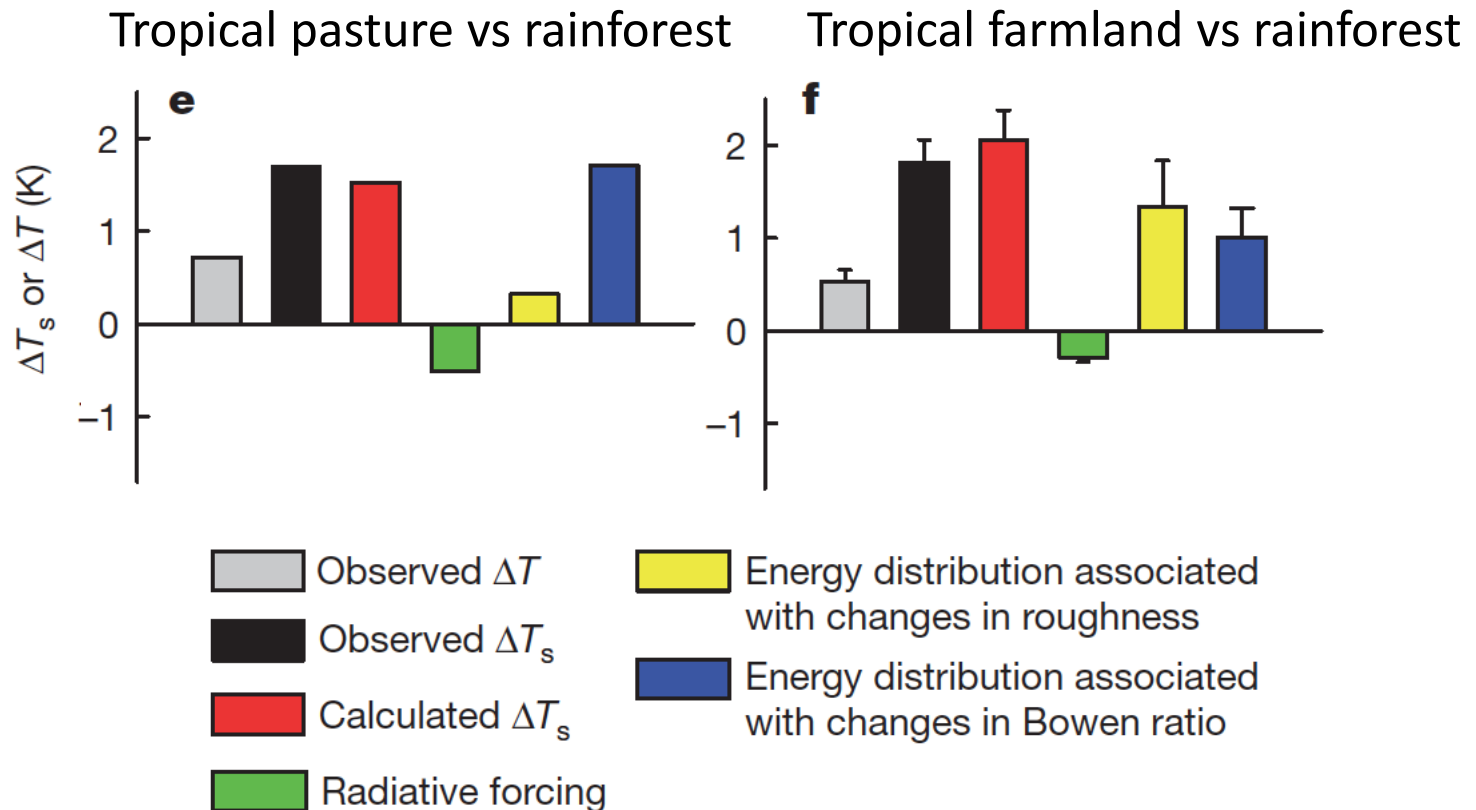 Tropical pasture vs rainforest
Tropical farmland vs rainforest
e
f
ΔTs or ΔT (K)
2
1
0
−1
2
1
0
−1
Observed ΔT
Observed ΔTs
Calculated ΔTs
Radiative forcing
Energy distribution associated
with changes in roughness
Energy distribution associated
with changes in Bowen ratio